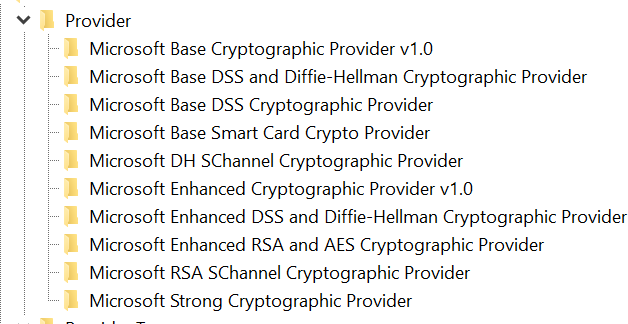 Provider
Microsoft Base Cryptographic Provider v1.0
Microsoft Base DSS and Diffie-Hellman Cryptographic Provider
Microsoft Base DSS Cryptographic Provider
Microsoft Base Smart Card Crypto Provider
Microsoft DH SChannel Cryptographic Provider
Microsoft Enhanced Cryptographic Provider v1.0
Microsoft Enhanced DSS and Diffie-Hellman Cryptographic Provider
Microsoft Enhanced RSA and AES Cryptographic Provider
Microsoft RSA SChannel Cryptographic Provider
Microsoft Strong Cryptographic Provider